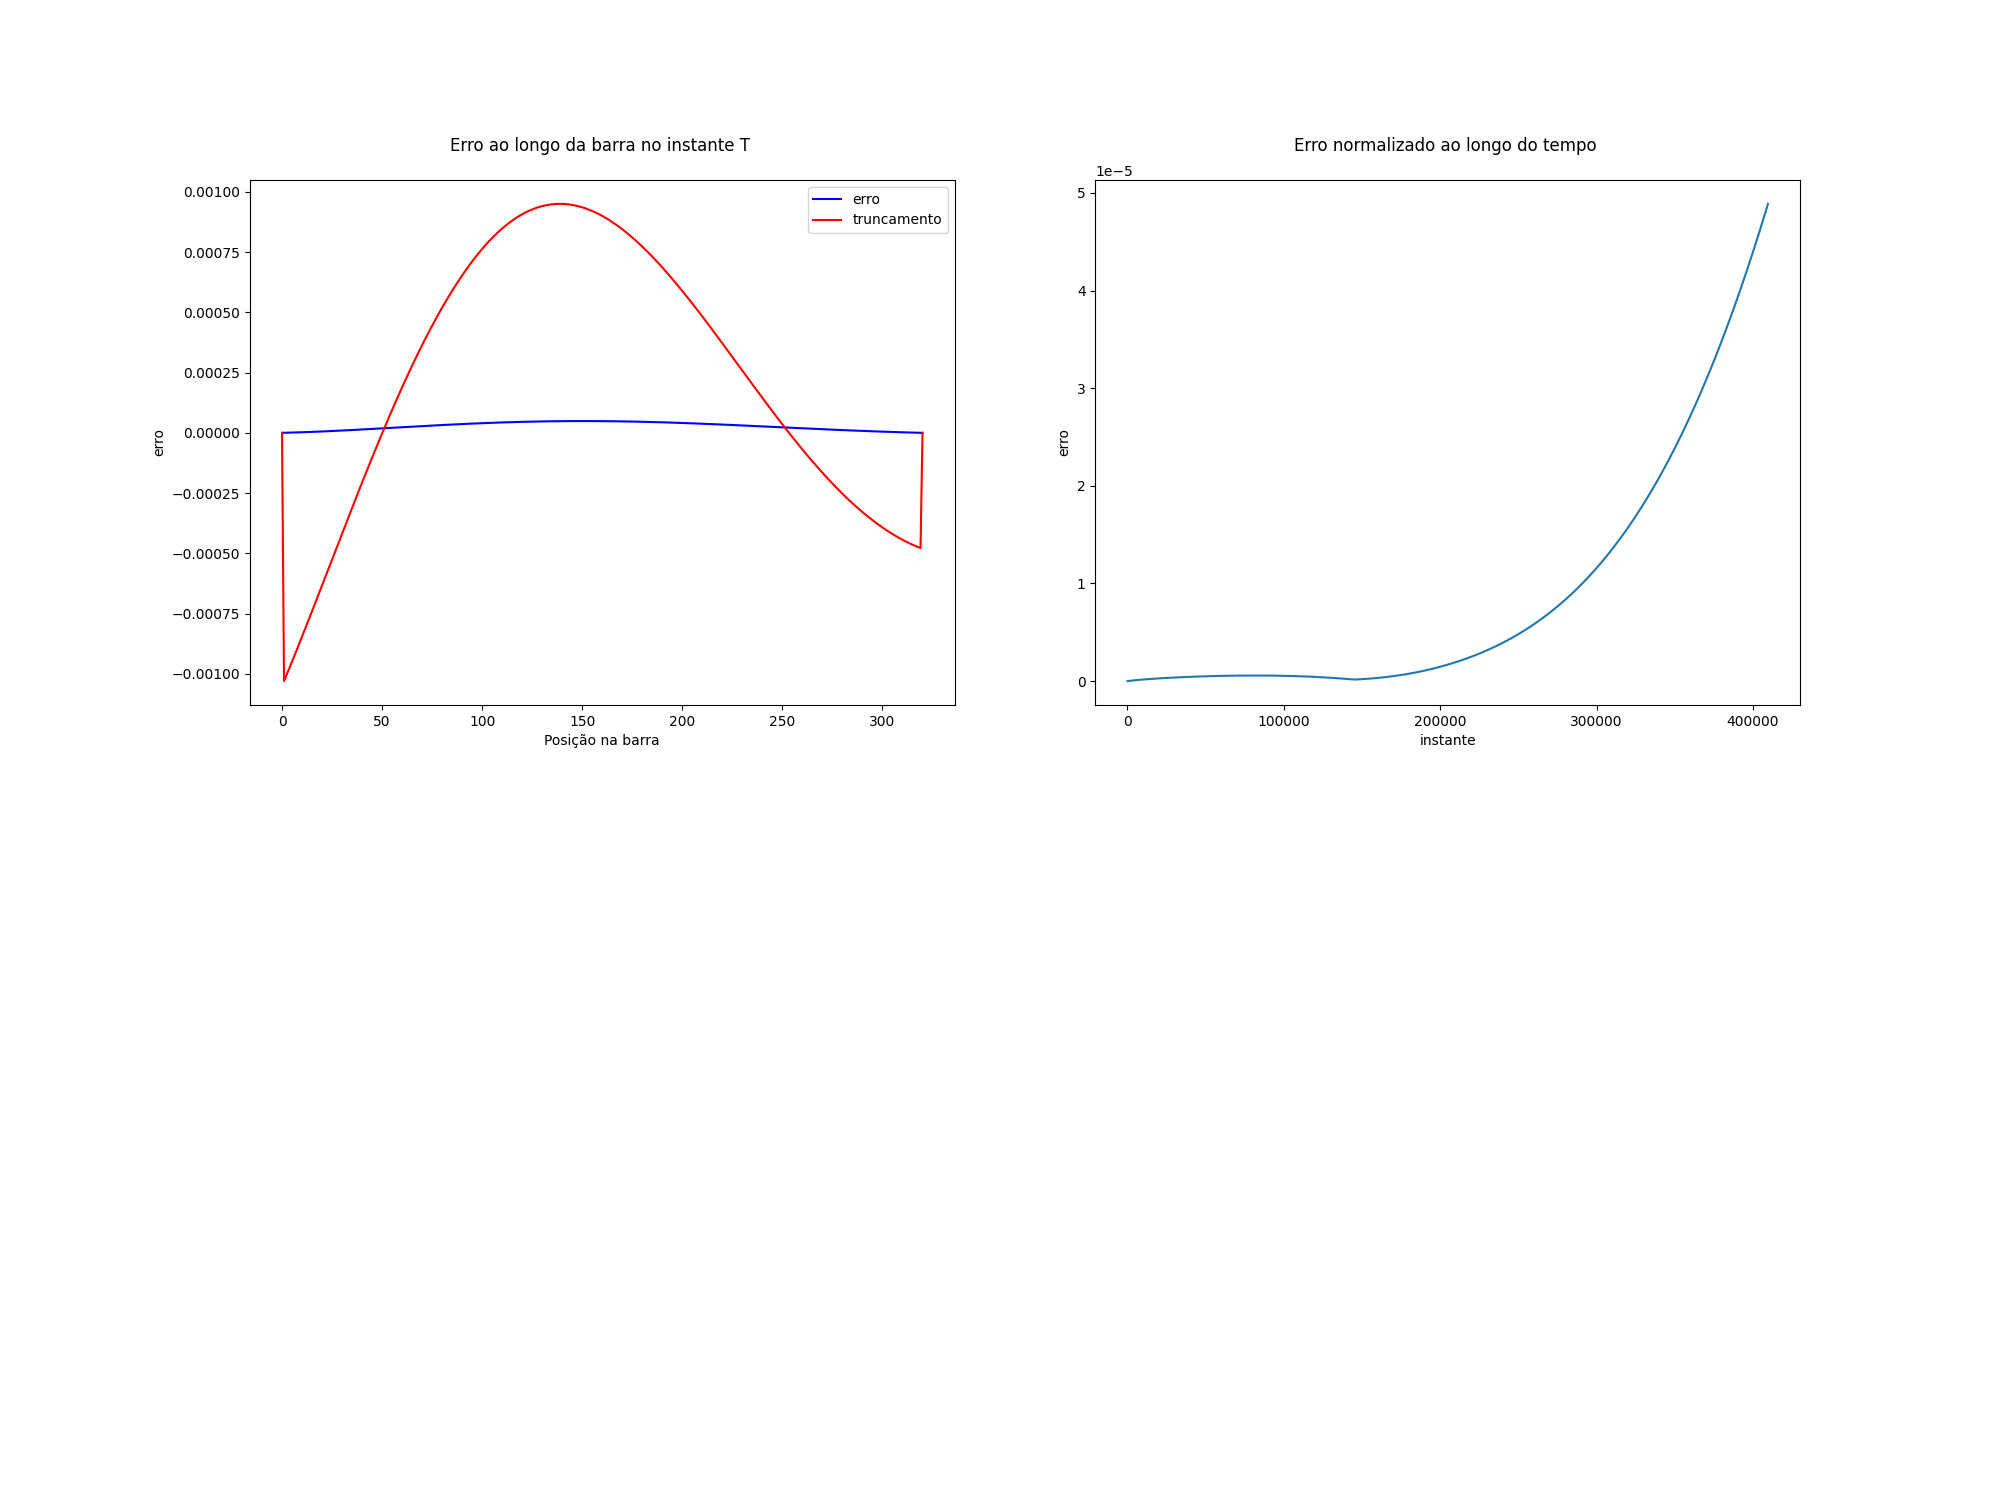 Erro ao longo da barra no instante T
erro
truncamento
0.00100
0.00075
0.00050
0.00025
0.00000
−0.00025
−0.00050
−0.00075
−0.00100
erro
0 50 100 150 200 250 300
Posição na barra
Erro normalizado ao longo do tempo
1e−5
5
4
3
2
1
0
erro
0 100000 200000 300000 400000
instante